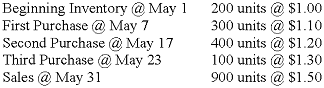 Beginning Inventory @ May 1 200 units @ $1.00
First Purchase @ May 7 300 units @ $1.10
Second Purchase @ May 17 400 units @ $1.20
Third Purchase @ May 23 100 units @ $1.30
Sales @ May 31 900 units @ $1.50